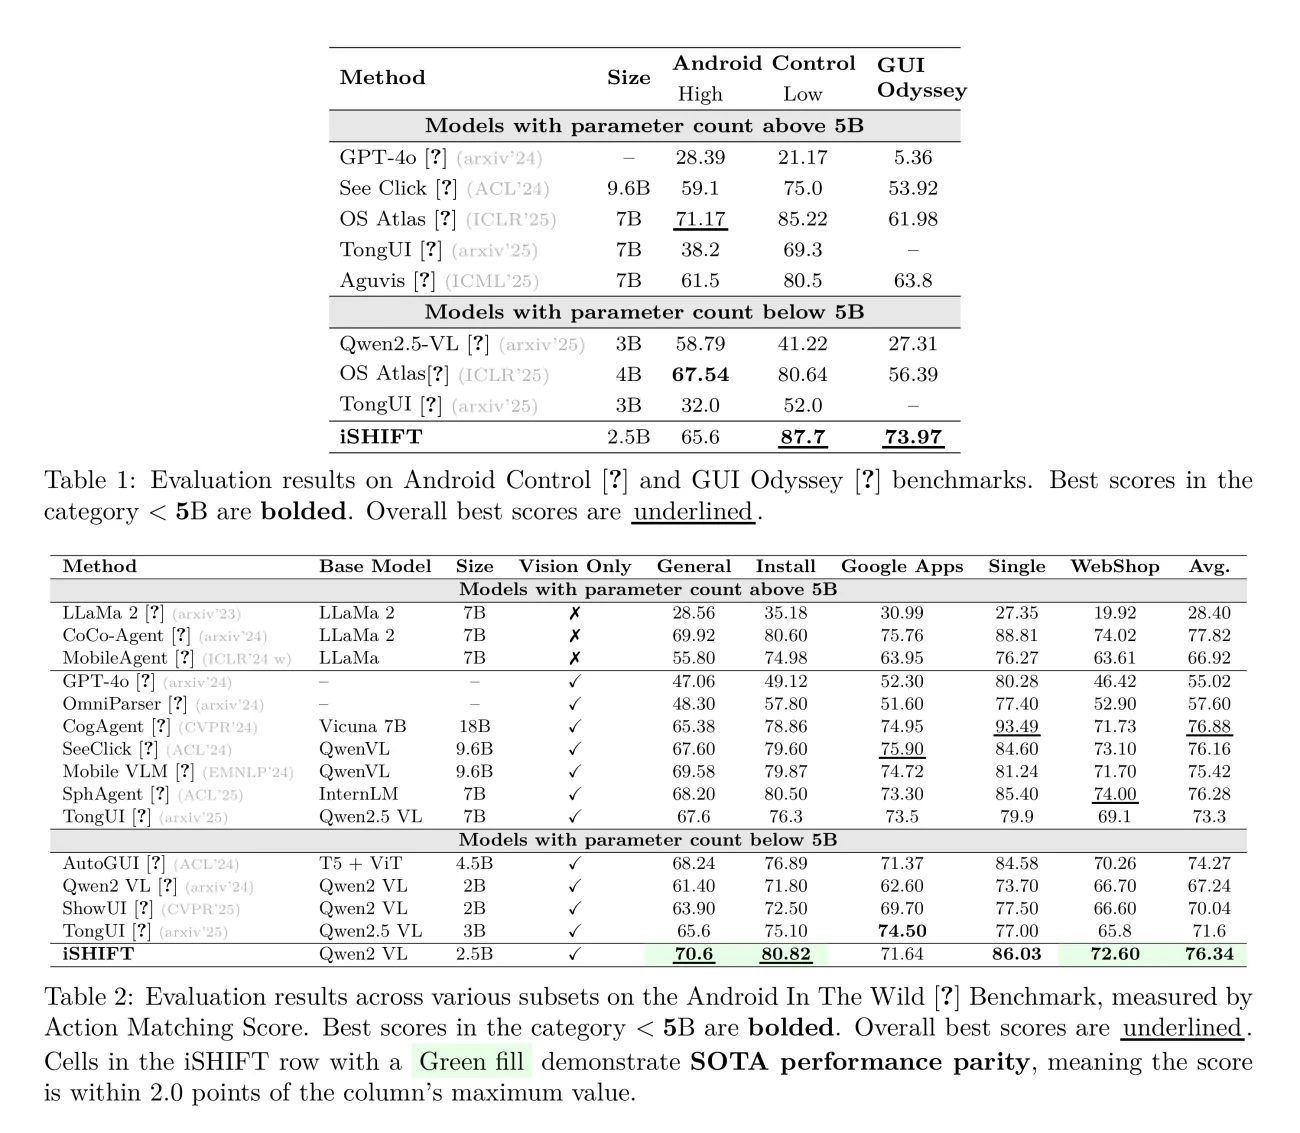 Method Size Android Control GUI Odyssey
High Low
Models with parameter count above 5B
GPT-4o [?] (arxiv'24) – 28.39 21.17 5.36
See Click [?] (ACL'24) 9.6B 59.1 75.0 53.92
OS Atlas [?] (ICLR'25) 7B 71.17 85.22 61.98
TongUI [?] (arxiv'25) 7B 38.2 69.3 –
Aguvis [?] (ICML'25) 7B 61.5 80.5 63.8
Models with parameter count below 5B
Qwen2.5-VL [?] (arxiv'25) 3B 58.79 41.22 27.31
OS Atlas[?] (ICLR'25) 4B 67.54 80.64 56.39
TongUI [?] (arxiv'25) 3B 32.0 52.0 –
iSHIFT 2.5B 65.6 87.7 73.97
Table 1: Evaluation results on Android Control [?] and GUI Odyssey [?] benchmarks. Best scores in the
category < 5B are bolded. Overall best scores are underlined.
Method Base Model Size Vision Only General Install Google Apps Single WebShop Avg.
Models with parameter count above 5B
LLaMa 2 [?] (arxiv'23) LLaMa 2 7B ✗ 28.56 35.18 30.99 27.35 19.92 28.40
CoCo-Agent [?] (arxiv'24) LLaMa 2 7B ✗ 69.92 80.60 75.76 88.81 74.02 77.82
MobileAgent [?] (ICLR'24 w) LLaMa 7B ✗ 55.80 74.98 63.95 76.27 63.61 66.92
GPT-4o [?] (arxiv'24) – – ✓ 47.06 49.12 52.30 80.28 46.42 55.02
OmniParser [?] (arxiv'24) – – ✓ 48.30 57.80 51.60 77.40 52.90 57.60
CogAgent [?] (CVPR'24) Vicuna 7B 18B ✓ 65.38 78.86 74.95 93.49 71.73 76.88
SeeClick [?] (ACL'24) QwenVL 9.6B ✓ 67.60 79.60 75.90 84.60 73.10 76.16
Mobile VLM [?] (EMNLP'24) QwenVL 9.6B ✓ 69.58 79.87 74.72 81.24 71.70 75.42
SphAgent [?] (ACL'25) InternLM 7B ✓ 68.20 80.50 73.30 85.40 74.00 76.28
TongUI [?] (arxiv'25) Qwen2.5 VL 7B ✓ 67.6 76.3 73.5 79.9 69.1 73.3
Models with parameter count below 5B
AutoGUI [?] (ACL'24) T5 + ViT 4.5B ✓ 68.24 76.89 71.37 84.58 70.26 74.27
Qwen2 VL [?] (arxiv'24) Qwen2 VL 2B ✓ 61.40 71.80 62.60 73.70 66.70 67.24
ShowUI [?] (CVPR'25) Qwen2 VL 2B ✓ 63.90 72.50 69.70 77.50 66.60 70.04
TongUI [?] (arxiv'25) Qwen2.5 VL 3B ✓ 65.6 75.10 74.50 77.00 65.8 71.6
iSHIFT Qwen2 VL 2.5B ✓ 70.6 80.82 71.64 86.03 72.60 76.34
Table 2: Evaluation results across various subsets on the Android In The Wild [?] Benchmark, measured by
Action Matching Score. Best scores in the category < 5B are bolded. Overall best scores are underlined.
Cells in the iSHIFT row with a Green fill demonstrate SOTA performance parity, meaning the score
is within 2.0 points of the column's maximum value.